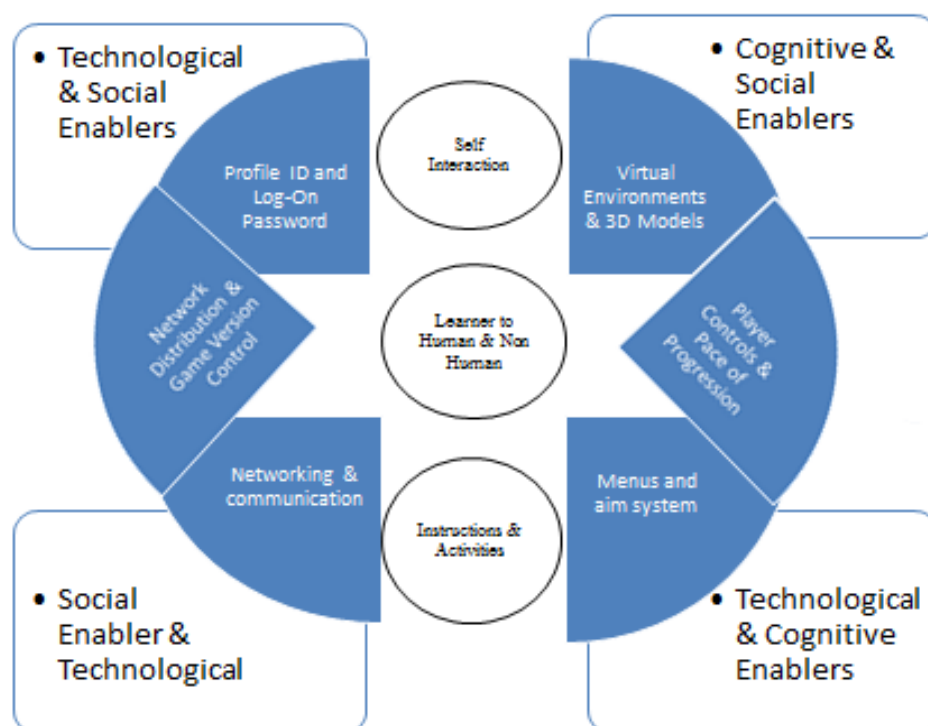 • Technological
& Social
Enablers
• Cognitive &
Social
Enablers
Profile ID and
Log-On
Password
Self
Interaction
Virtual
Environments
& 3D Models
Network
Distribution &
Game Version
Control
Learner to
Human & Non
Human
Player
Controls &
Pace of
Progression
Networking &
communication
Instructions &
Activities
Menus and
aim system
• Social
Enabler &
Technological
• Technological
& Cognitive
Enablers